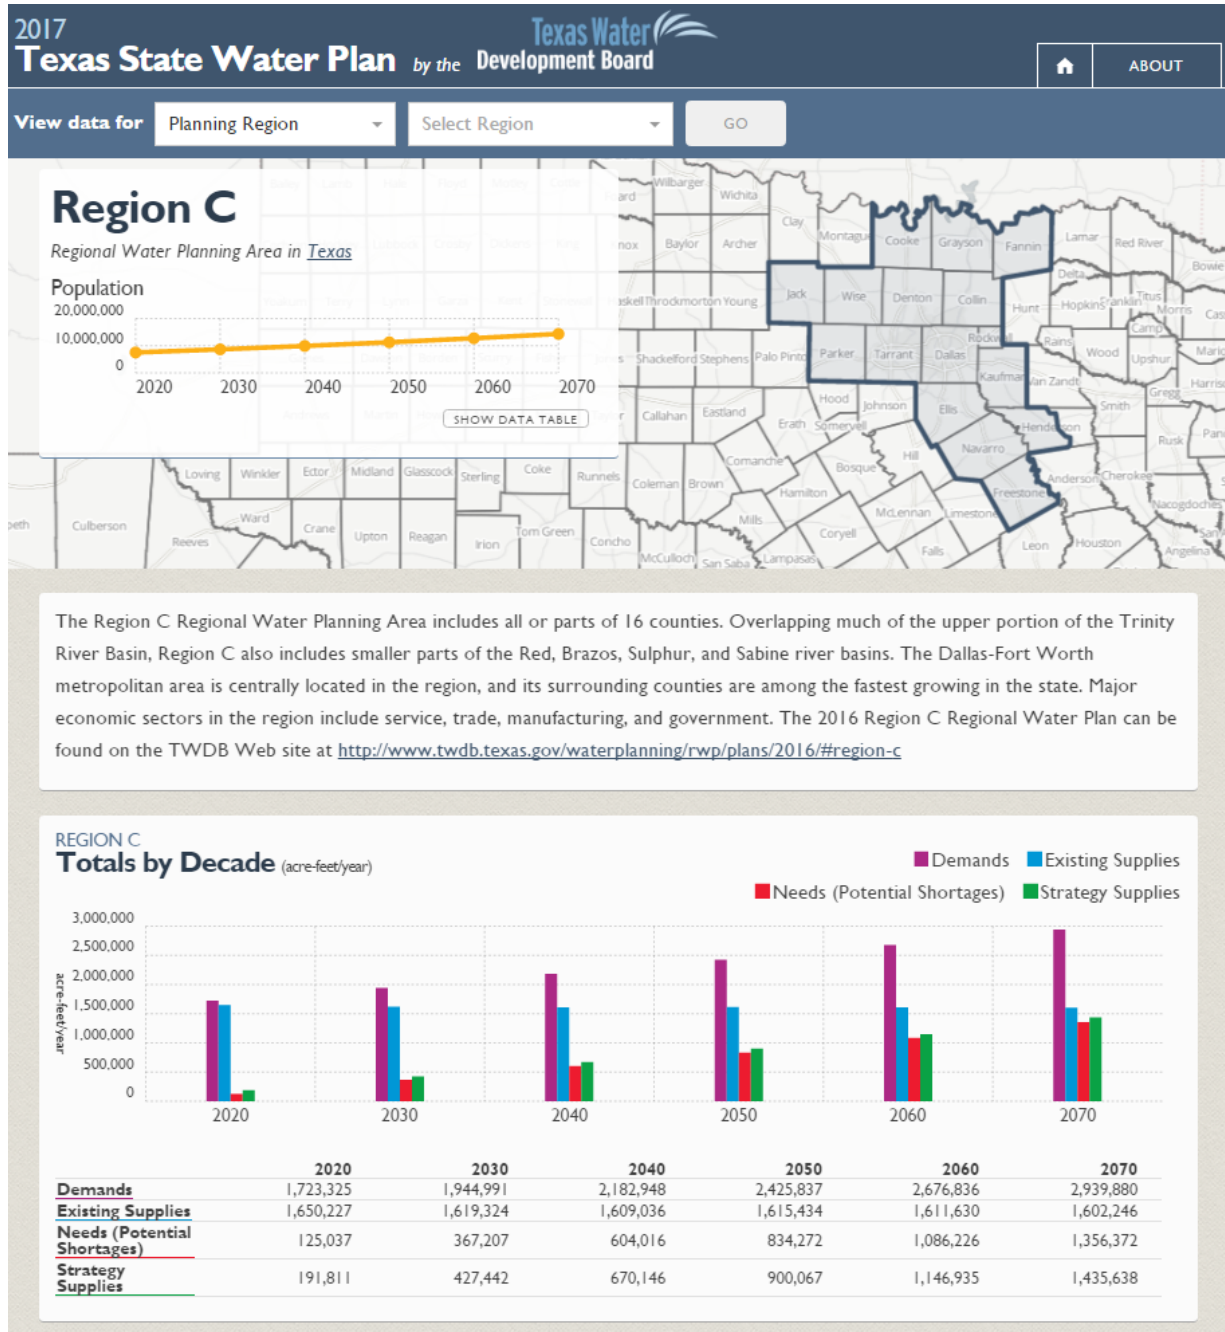 2017
Texas State Water Plan by the Texas Water Development Board
ABOUT
View data for Planning Region Select Region GO
Region C
Regional Water Planning Area in Texas
Population
20,000,000
10,000,000
0
2020 2030 2040 2050 2060 2070
SHOW DATA TABLE
Wilbarger Wichita
Clay
Montague Cooke Grayson Fannin Lamar Red River
Baylor Archer Bowie
Delta
Throckmorton Young Jack Wise Denton Collin Hunt Hopkins Franklin Titus Morris
Camp
Rockwall Rains Wood Upshur
Shackelford Stephens Palo Pinto Parker Tarrant Dallas
Kaufman Van Zandt Gregg
Hood Johnson Ellis Smith
Callahan Eastland Erath Somervell Henderson
Rusk
Hill Navarro
Comanche Bosque Anderson Cherokee
Loving Winkler Ector Midland Glasscock Sterling Coke Runnels Coleman Brown Hamilton Freestone
McLennan Limestone Nacogdoches
Culberson Ward Mills
Reeves Crane Upton Reagan Irion Tom Green Concho Coryell Falls Leon Houston
McCulloch San Saba Lampasas Angelina
The Region C Regional Water Planning Area includes all or parts of 16 counties. Overlapping much of the upper portion of the Trinity
River Basin, Region C also includes smaller parts of the Red, Brazos, Sulphur, and Sabine river basins. The Dallas-Fort Worth
metropolitan area is centrally located in the region, and its surrounding counties are among the fastest growing in the state. Major
economic sectors in the region include service, trade, manufacturing, and government. The 2016 Region C Regional Water Plan can be
found on the TWDB Web site at http://www.twdb.texas.gov/waterplanning/rwp/plans/2016/#region-c
REGION C
Totals by Decade (acre-feet/year)
Demands Existing Supplies
Needs (Potential Shortages) Strategy Supplies
acre-feet/year
3,000,000
2,500,000
2,000,000
1,500,000
1,000,000
500,000
0
2020 2030 2040 2050 2060 2070
2020 2030 2040 2050 2060 2070
Demands 1,723,325 1,944,991 2,182,948 2,425,837 2,676,836 2,939,880
Existing Supplies 1,650,227 1,619,324 1,609,036 1,615,434 1,611,630 1,602,246
Needs (Potential
Shortages) 125,037 367,207 604,016 834,272 1,086,226 1,356,372
Strategy
Supplies 191,811 427,442 670,146 900,067 1,146,935 1,435,638